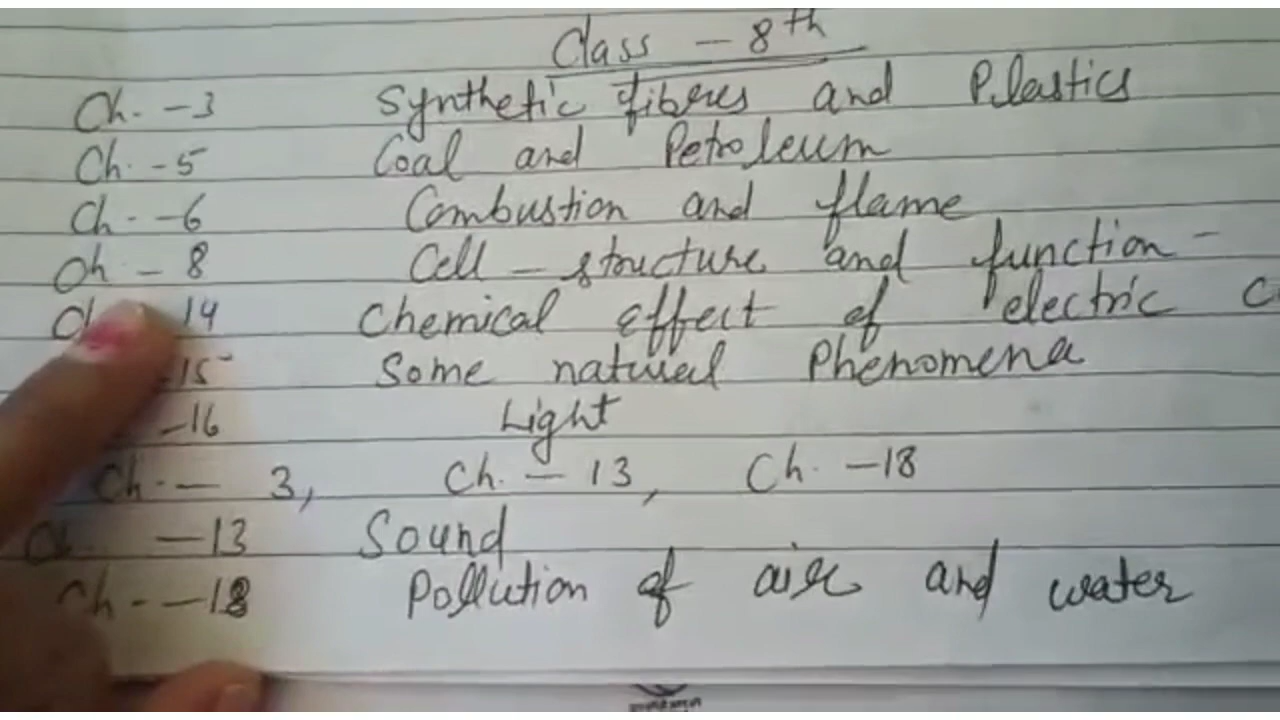 Class - 8th
Ch. - 3 Synthetic fibres and Plastics
Ch. - 5 Coal and Petroleum
Ch. - 6 Combustion and flame
Ch - 8 Cell - structure and function -
14 Chemical effect of electric C
- 15 Some natural Phenomena
- 16 Light
Ch. - 3, Ch. - 13, Ch. - 18
Ch. - 13 Sound
Ch. - 18 Pollution of air and water